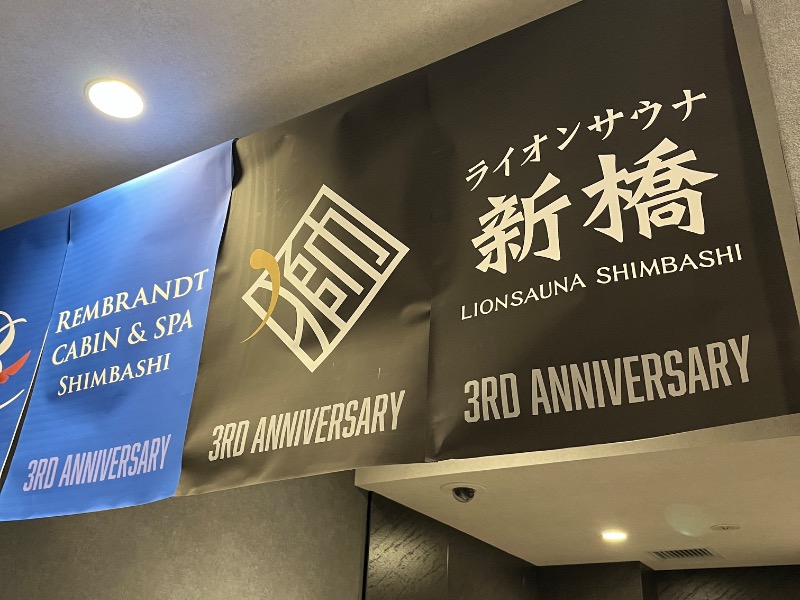 REMBRANDT
CABIN & SPA
SHIMBASHI
3RD ANNIVERSARY
3RD ANNIVERSARY
ライオンサウナ
新橋
LIONSAUNA SHIMBASHI
3RD ANNIVERSARY